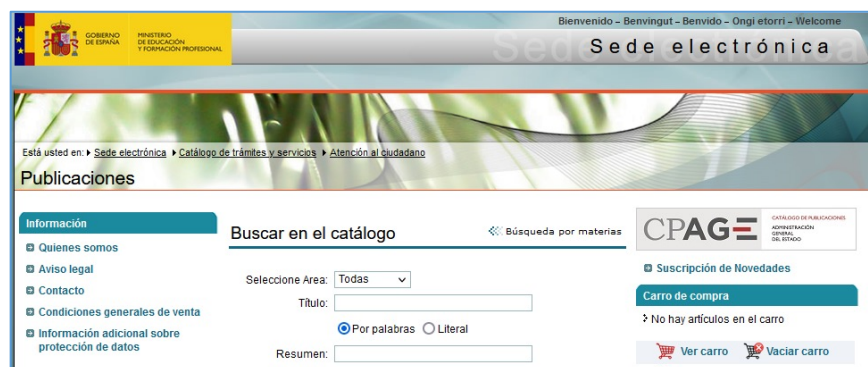 Bienvenido – Benvingut – Benvido – Ongi etorri – Welcome
GOBIERNO
DE ESPAÑA
MINISTERIO
DE EDUCACIÓN
Y FORMACIÓN PROFESIONAL
Sede electrónica
Está usted en: Sede electrónica Catálogo de trámites y servicios Atención al ciudadano
Publicaciones
Información
Quienes somos
Aviso legal
Contacto
Condiciones generales de venta
Información adicional sobre
protección de datos
Buscar en el catálogo
Búsqueda por materias
Seleccione Area: Todas
Título:
Por palabras Literal
Resumen:
CPAGE
CATÁLOGO DE PUBLICACIONES
ADMINISTRACIÓN
GENERAL
DEL ESTADO
Suscripción de Novedades
Carro de compra
No hay artículos en el carro
Ver carro Vaciar carro